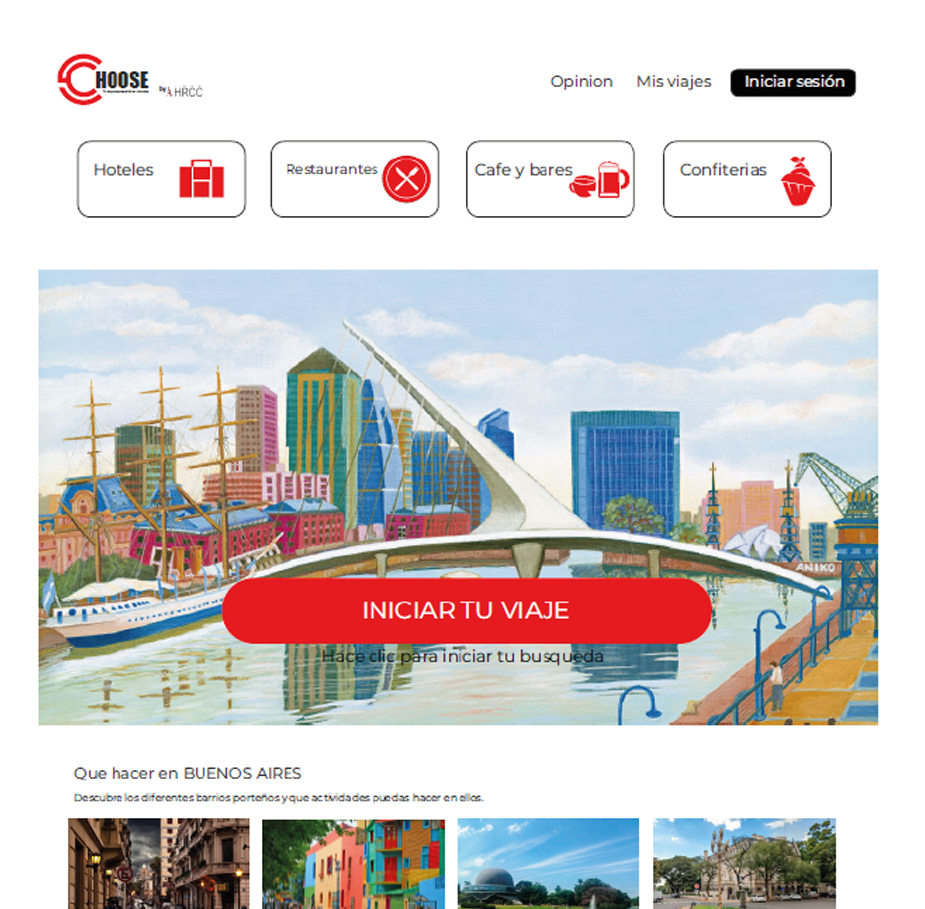 CHOOSE
by AHRCC
Opinion
Mis viajes
Iniciar sesión
Hoteles
Restaurantes
Cafe y bares
Confiterias
ANIKO
INICIAR TU VIAJE
Hace clic para iniciar tu busqueda
Que hacer en BUENOS AIRES
Descubre los diferentes barrios porteños y que actividades puedas hacer en ellos.